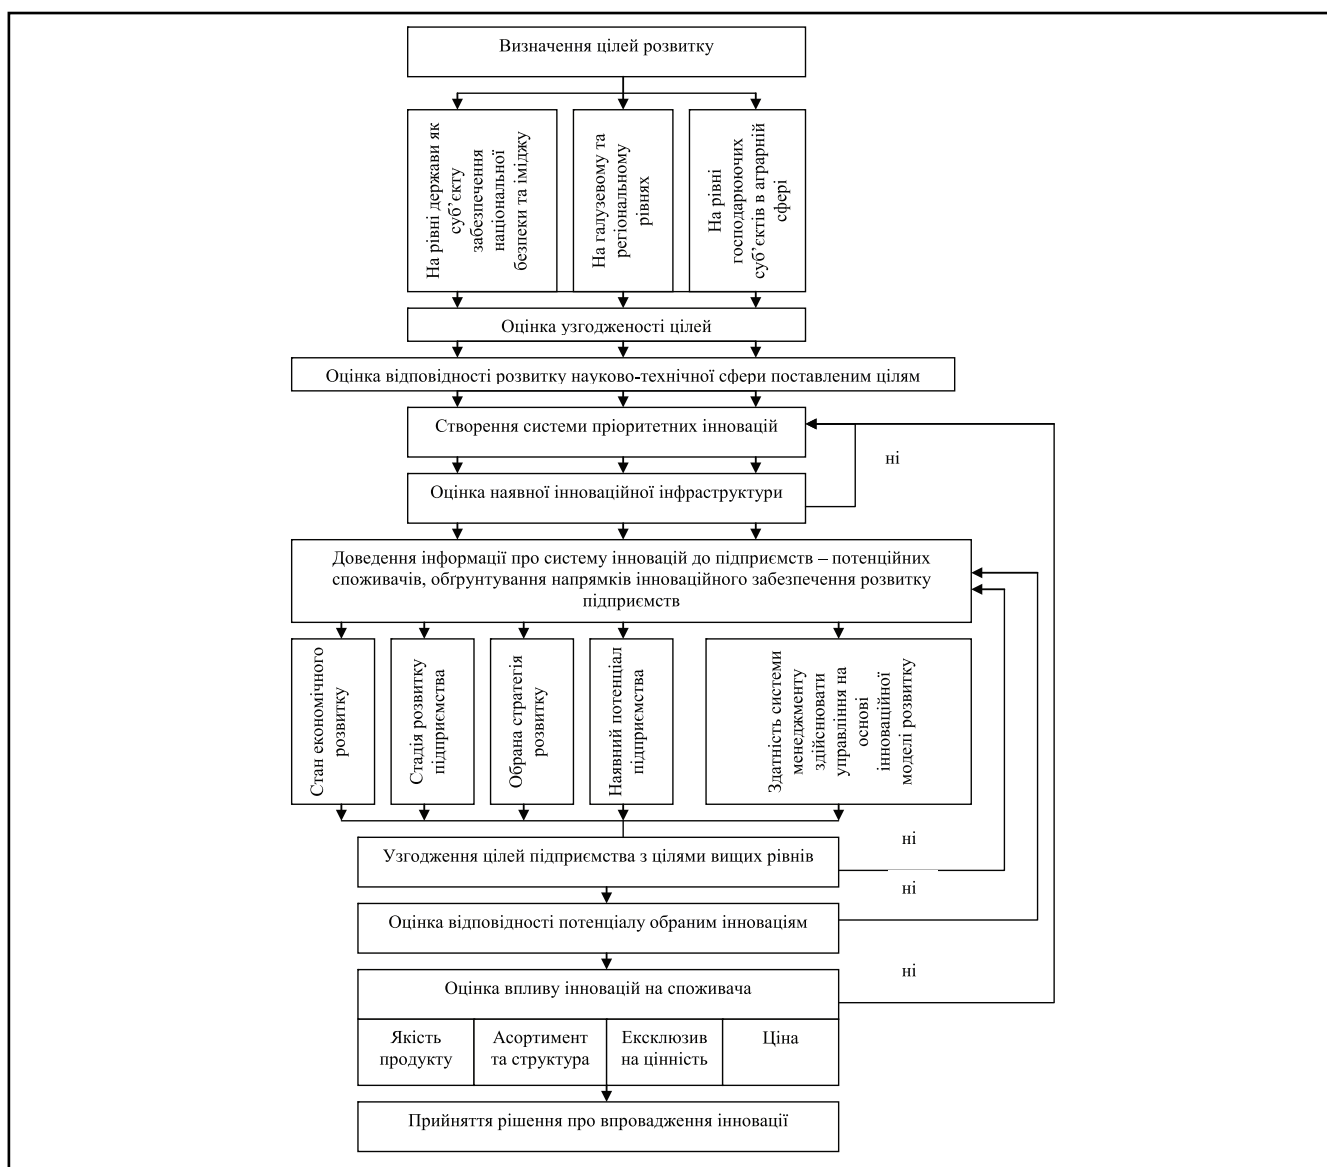 Визначення цілей розвитку
На рівні держави як
суб’єкту
забезпечення
національної
безпеки та іміджу
На галузевому та
регіональному
рівнях
На рівні
господарюючих
суб’єктів в аграрній
сфері
Оцінка узгодженості цілей
Оцінка відповідності розвитку науково-технічної сфери поставленим цілям
Створення системи пріоритетних інновацій
ні
Оцінка наявної інноваційної інфраструктури
Доведення інформації про систему інновацій до підприємств – потенційних
споживачів, обґрунтування напрямків інноваційного забезпечення розвитку
підприємств
Стан економічного
розвитку
Стадія розвитку
підприємства
Обрана стратегія
розвитку
Наявний потенціал
підприємства
Здатність системи
менеджменту
здійснювати
управління на
основі
інноваційної
моделі розвитку
ні
Узгодження цілей підприємства з цілями вищих рівнів
ні
Оцінка відповідності потенціалу обраним інноваціям
ні
Оцінка впливу інновацій на споживача
Якість
продукту
Асортимент
та структура
Ексклюзив
на цінність
Ціна
Прийняття рішення про впровадження інновації